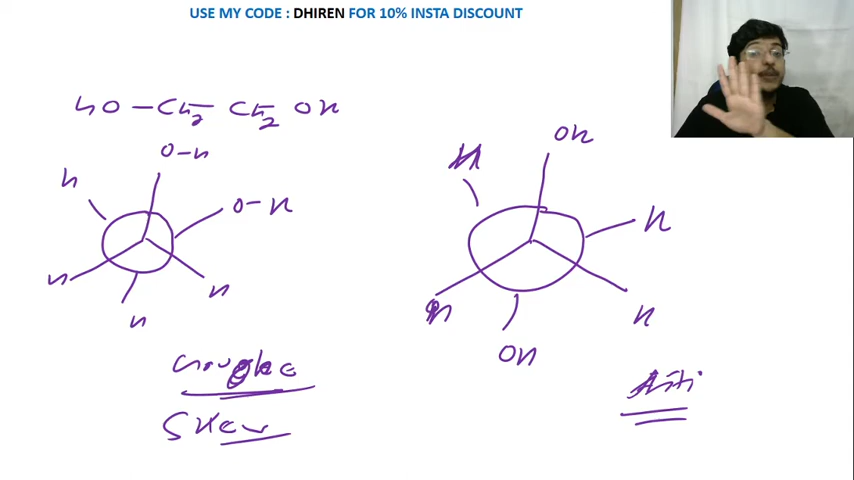 USE MY CODE : DHIREN FOR 10% INSTA DISCOUNT
HO-CH2-CH2 OH
O-H
H
O-H
H
H
H
OH
H
H
H
H
OH
Gauche
Skew
Anti